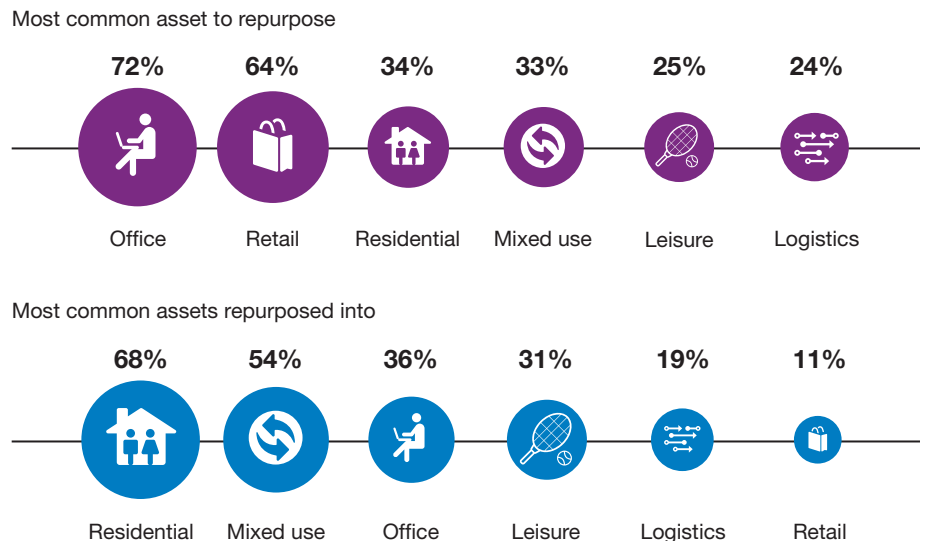 Most common asset to repurpose
72% 64% 34% 33% 25% 24%
Office Retail Residential Mixed use Leisure Logistics
Most common assets repurposed into
68% 54% 36% 31% 19% 11%
Residential Mixed use Office Leisure Logistics Retail